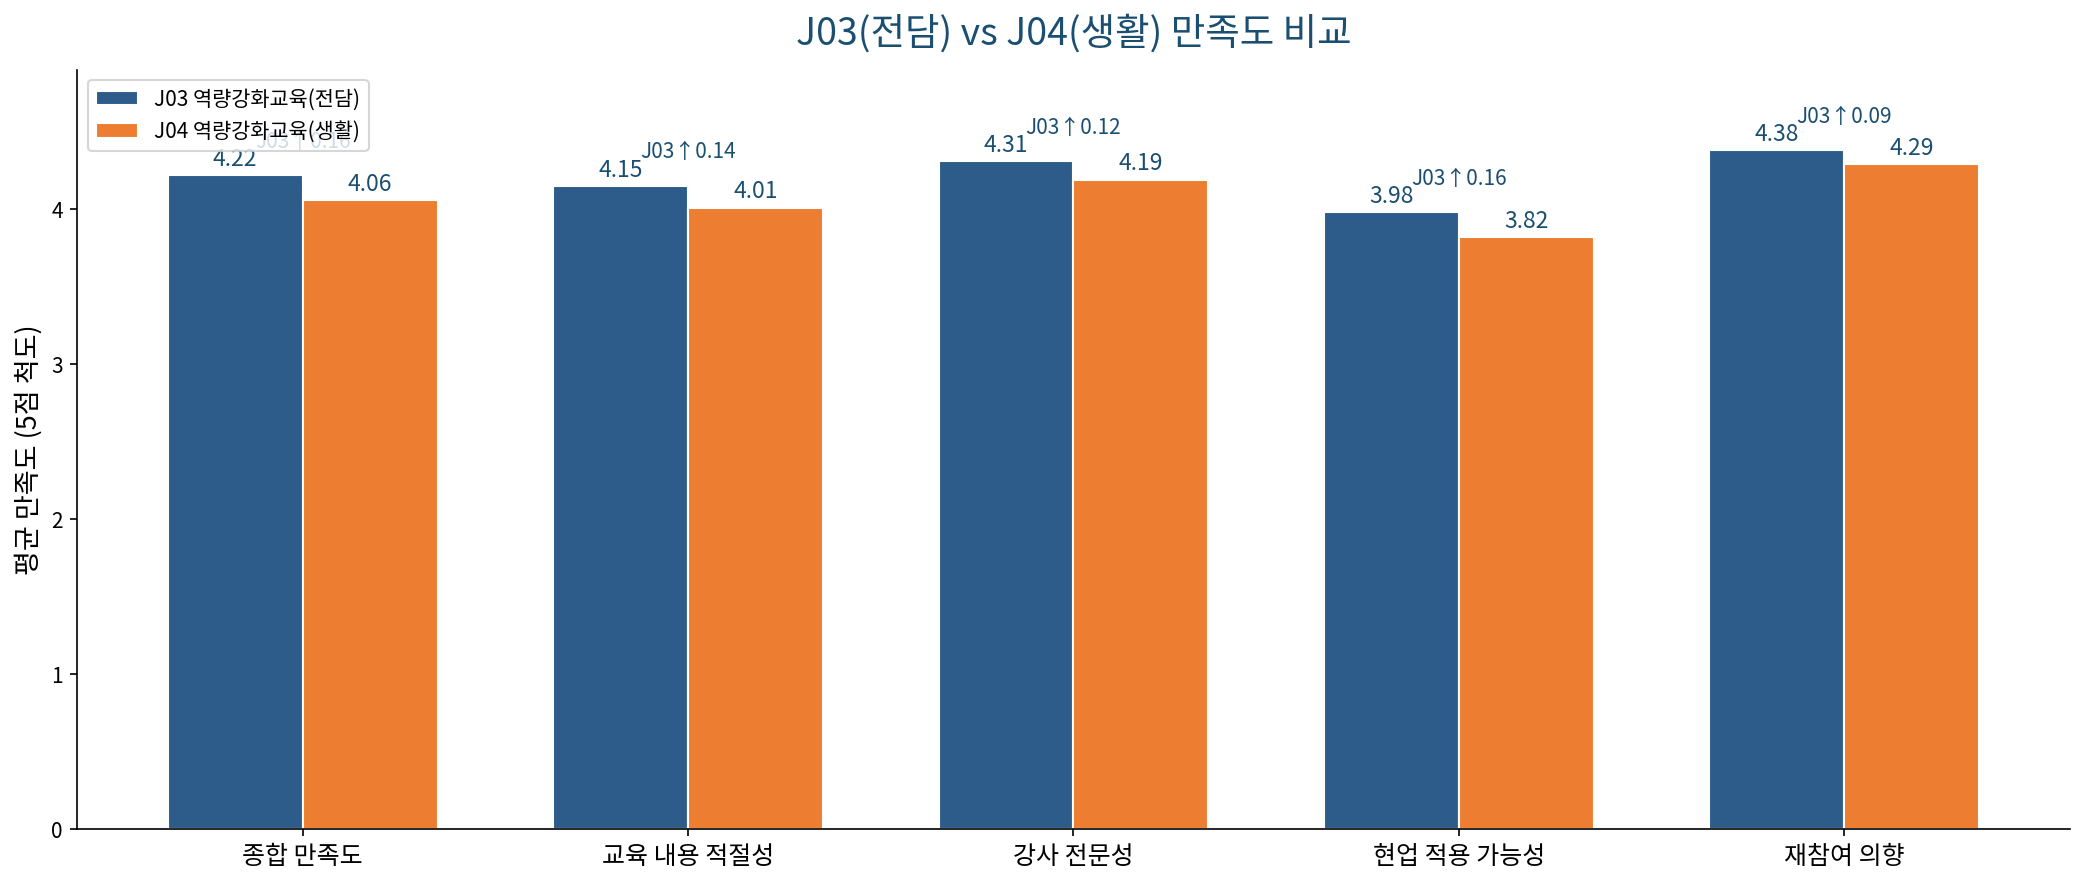 J03(전담) vs J04(생활) 만족도 비교
J03 역량강화교육(전담)
J04 역량강화교육(생활)
J03↑0.16
4.22
4.06
J03↑0.14
4.15
4.01
J03↑0.12
4.31
4.19
J03↑0.16
3.98
3.82
J03↑0.09
4.38
4.29
평균 만족도 (5점 척도)
4
3
2
1
0
종합 만족도
교육 내용 적절성
강사 전문성
현업 적용 가능성
재참여 의향